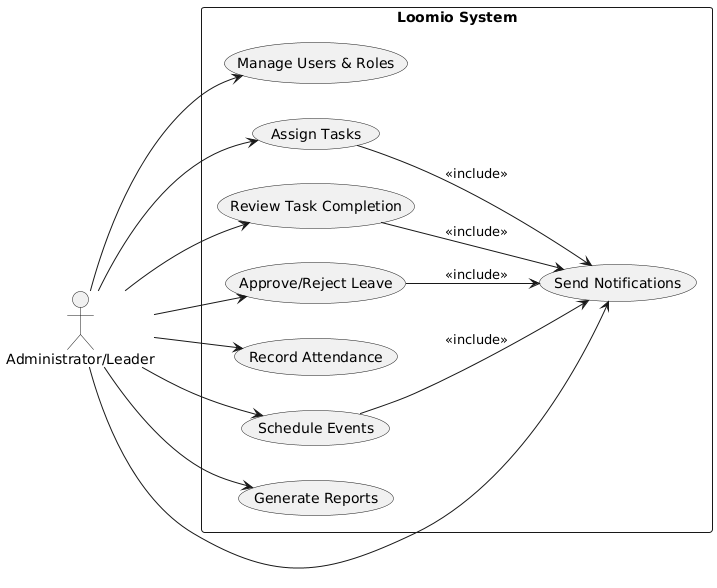 Loomio System
Manage Users & Roles
Assign Tasks
«include»
Review Task Completion
«include»
Approve/Reject Leave
«include»
Send Notifications
Administrator/Leader
Record Attendance
«include»
Schedule Events
Generate Reports